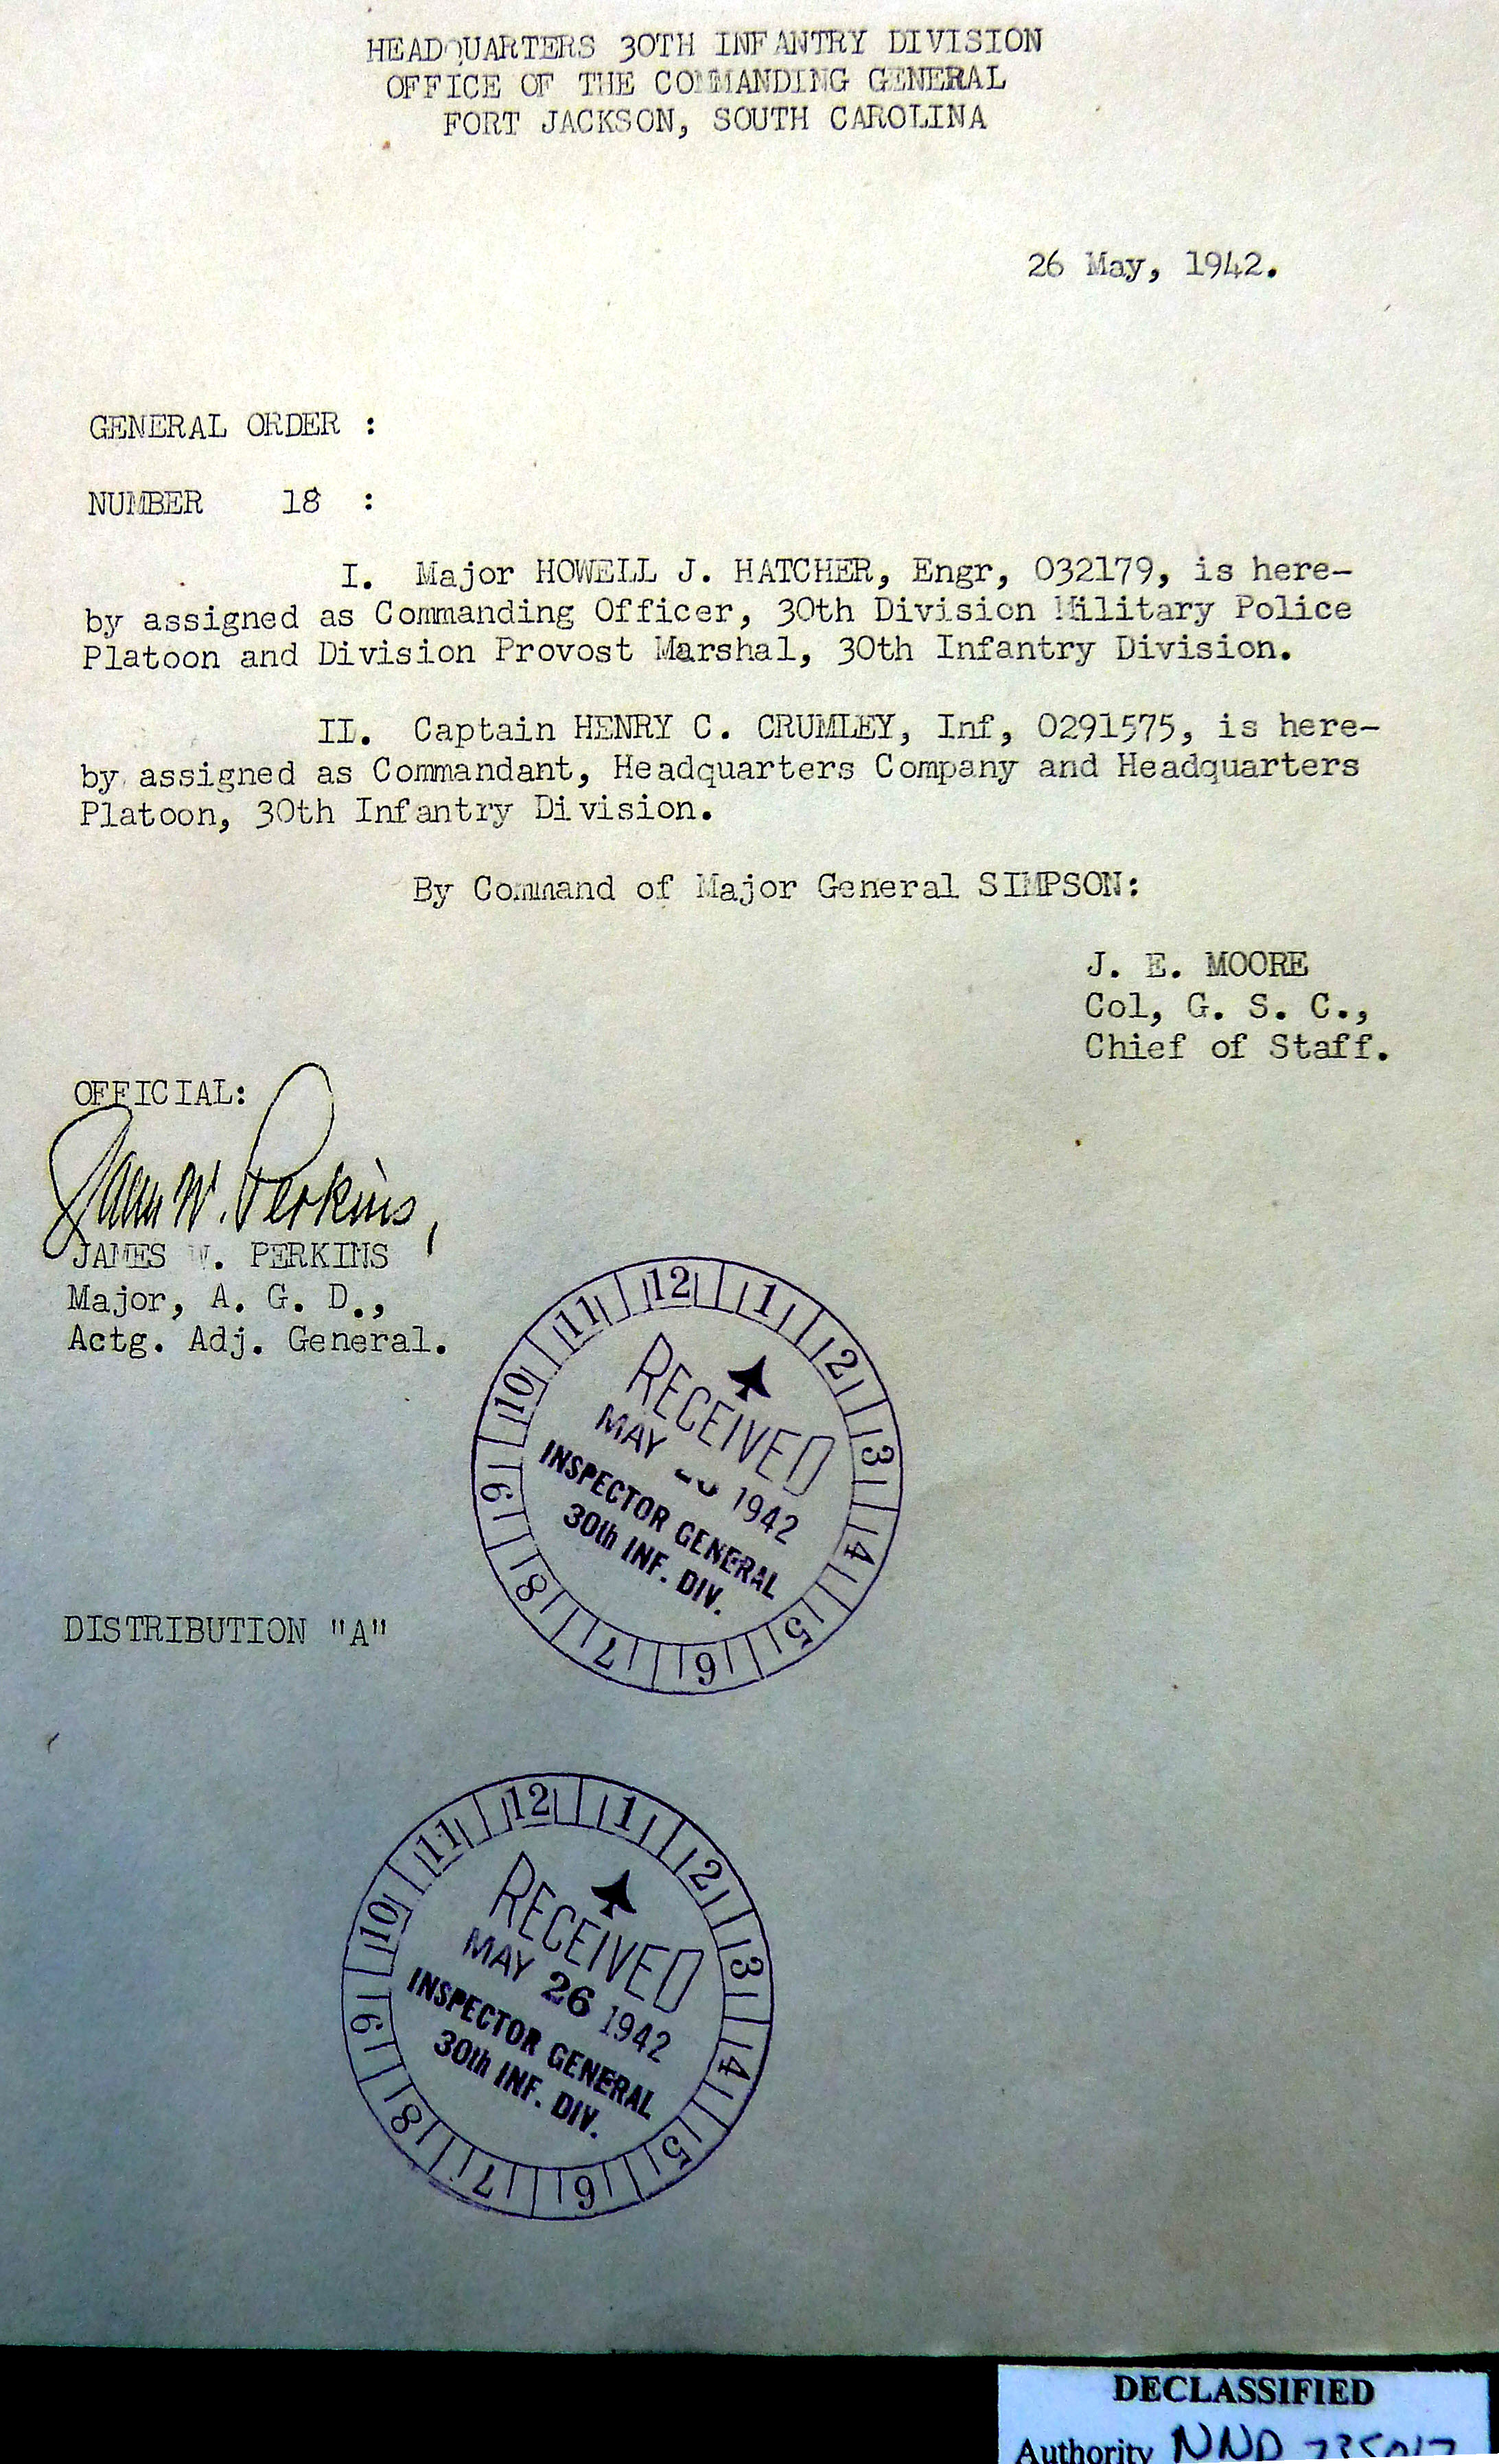 HEADQUARTERS 30TH INFANTRY DIVISION
OFFICE OF THE COMMANDING GENERAL
FORT JACKSON, SOUTH CAROLINA
26 May, 1942.
GENERAL ORDER :
NUMBER 18 :
I. Major HOWELL J. HATCHER, Engr, O32179, is here-
by assigned as Commanding Officer, 30th Division Military Police
Platoon and Division Provost Marshal, 30th Infantry Division.
II. Captain HENRY C. CRUMLEY, Inf, O291575, is here-
by assigned as Commandant, Headquarters Company and Headquarters
Platoon, 30th Infantry Division.
By Command of Major General SIMPSON:
J. E. MOORE
Col, G. S. C.,
Chief of Staff.
OFFICIAL:
James W. Perkins,
JAMES W. PERKINS
Major, A. G. D.,
Actg. Adj. General.
12 1 2 3 4 5 6 7 8 9 10 11
RECEIVED
MAY 1942
INSPECTOR GENERAL
30th INF. DIV.
DISTRIBUTION "A"
12 1 2 3 4 5 6 7 8 9 10 11
RECEIVED
MAY 26 1942
INSPECTOR GENERAL
30th INF. DIV.
DECLASSIFIED
Authority NND 735017